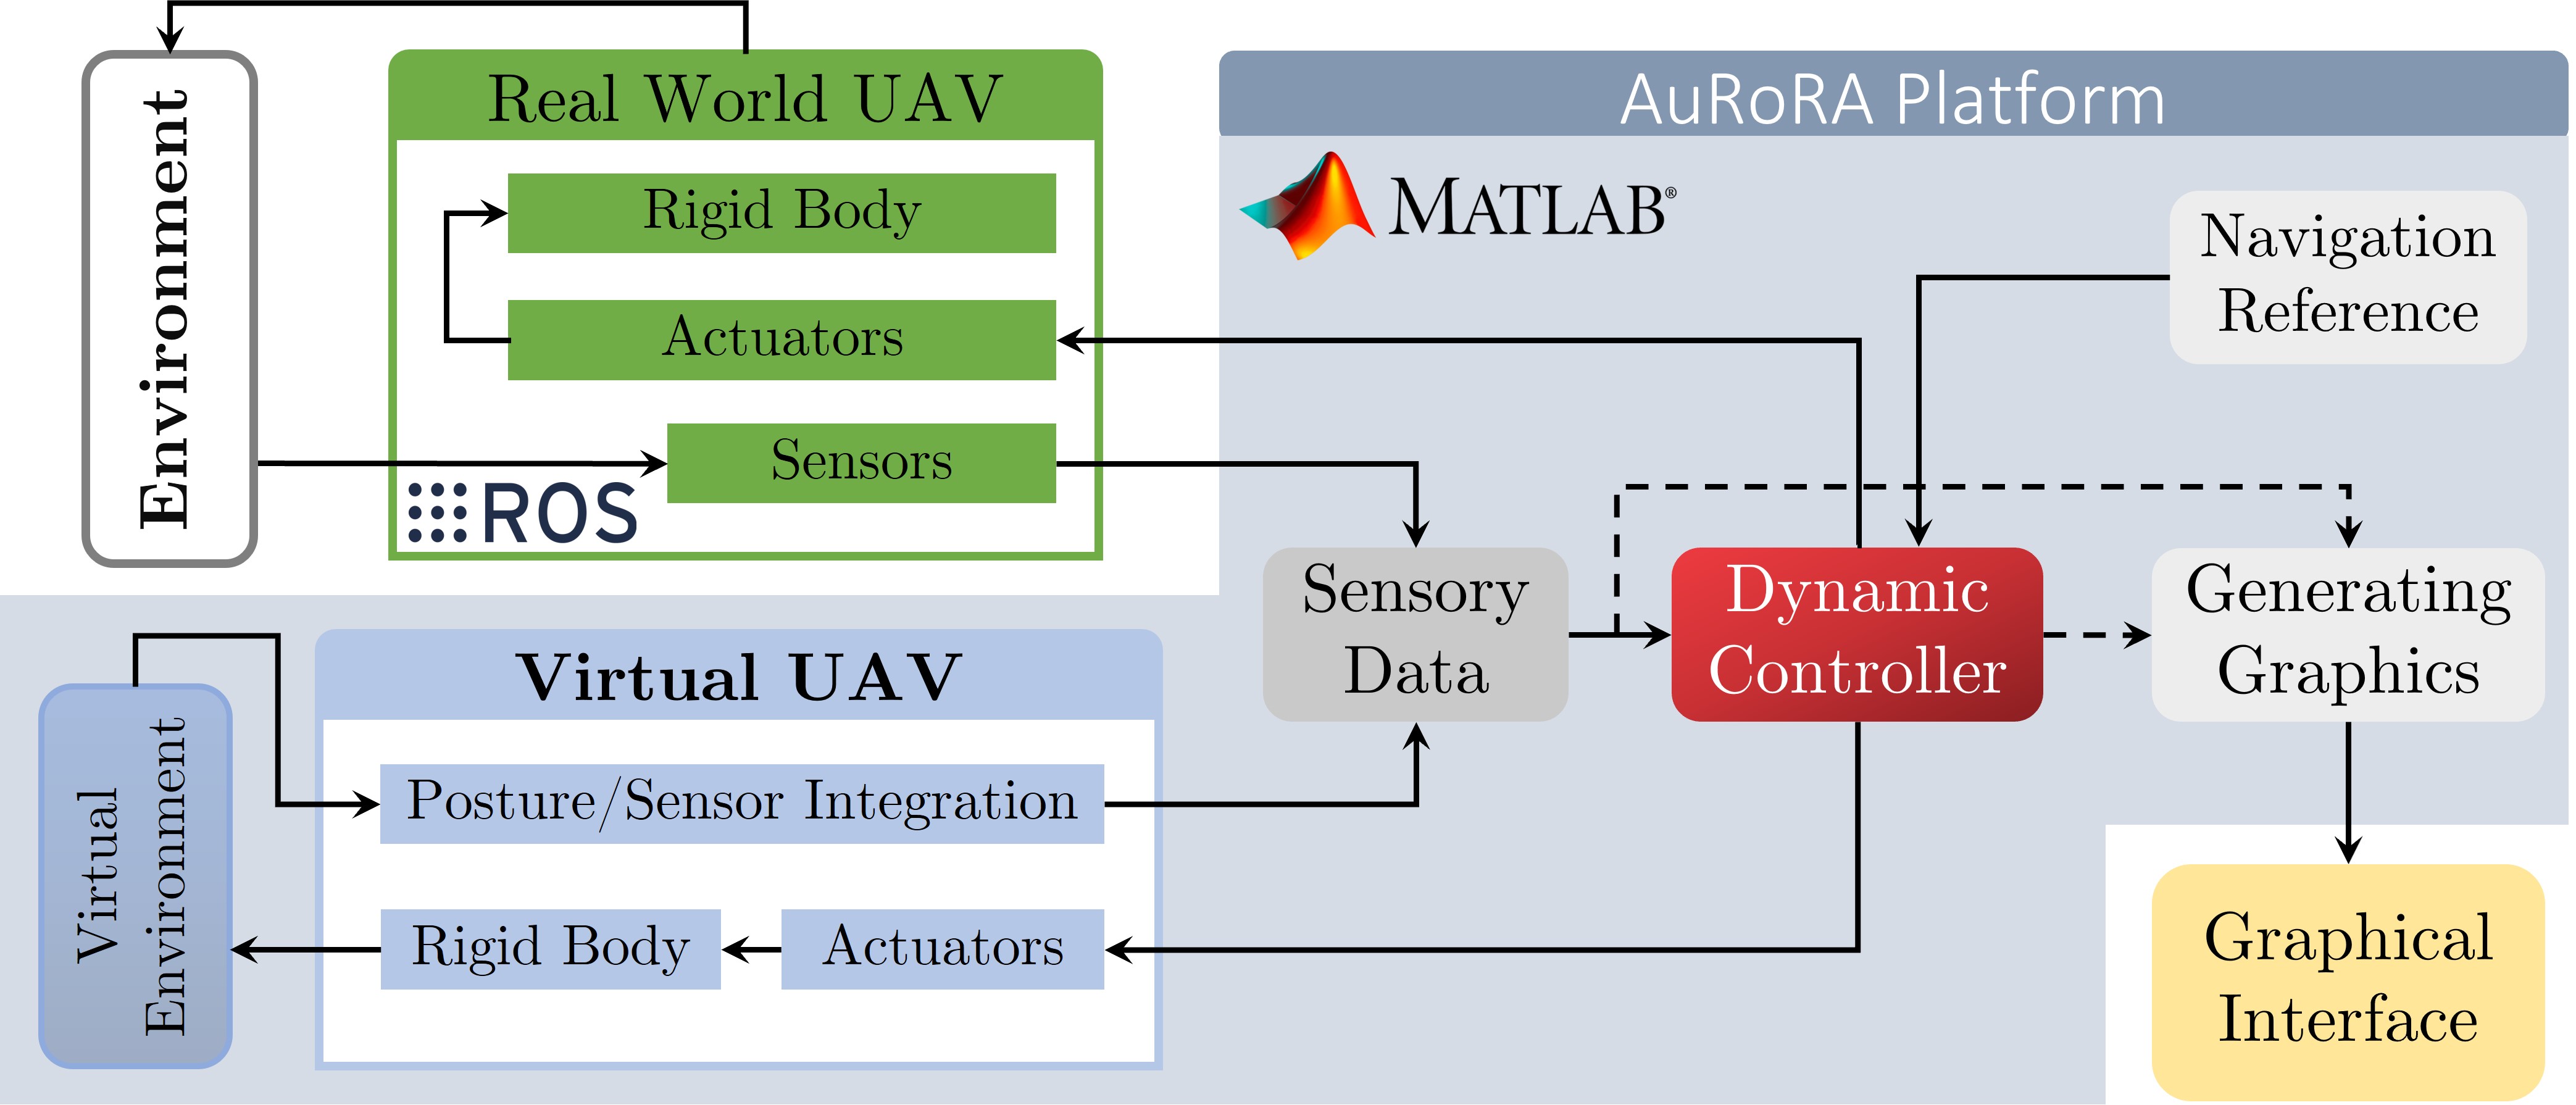 Environment
Real World UAV
Rigid Body
Actuators
Sensors
ROS
AuRoRA Platform
MATLAB®
Navigation
Reference
Sensory
Data
Dynamic
Controller
Generating
Graphics
Virtual
Environment
Virtual UAV
Posture/Sensor Integration
Rigid Body
Actuators
Graphical
Interface